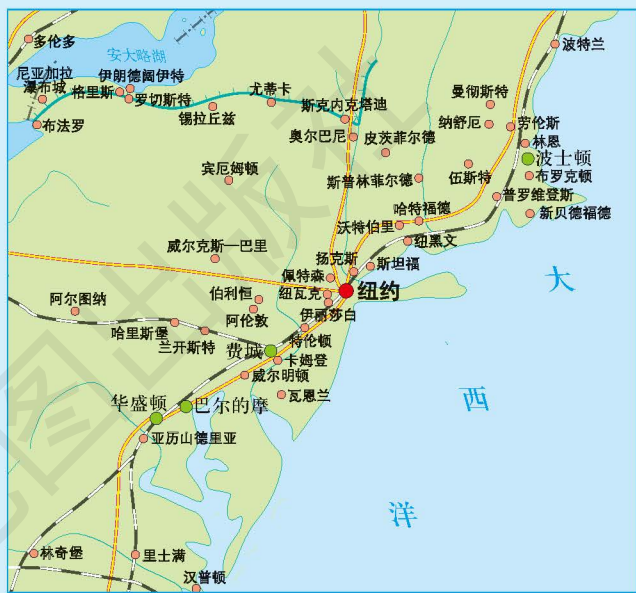 多伦多
安大略湖
波特兰
尼亚加拉
瀑布城
伊朗德阔伊特
格里斯
罗切斯特
尤蒂卡
曼彻斯特
斯克内克塔迪
锡拉丘兹
布法罗
纳舒厄
劳伦斯
奥尔巴尼
皮茨菲尔德
林恩
波士顿
宾厄姆顿
斯普林菲尔德
伍斯特
布罗克顿
普罗维登斯
哈特福德
新贝德福德
沃特伯里
纽黑文
威尔克斯—巴里
扬克斯
斯坦福
佩特森
大
阿尔图纳
伯利恒
纽瓦克
纽约
阿伦敦
伊丽莎白
哈里斯堡
兰开斯特
特伦顿
费城
卡姆登
威尔明顿
西
瓦恩兰
华盛顿
巴尔的摩
亚历山德里亚
洋
林奇堡
里士满
汉普顿
图出版社